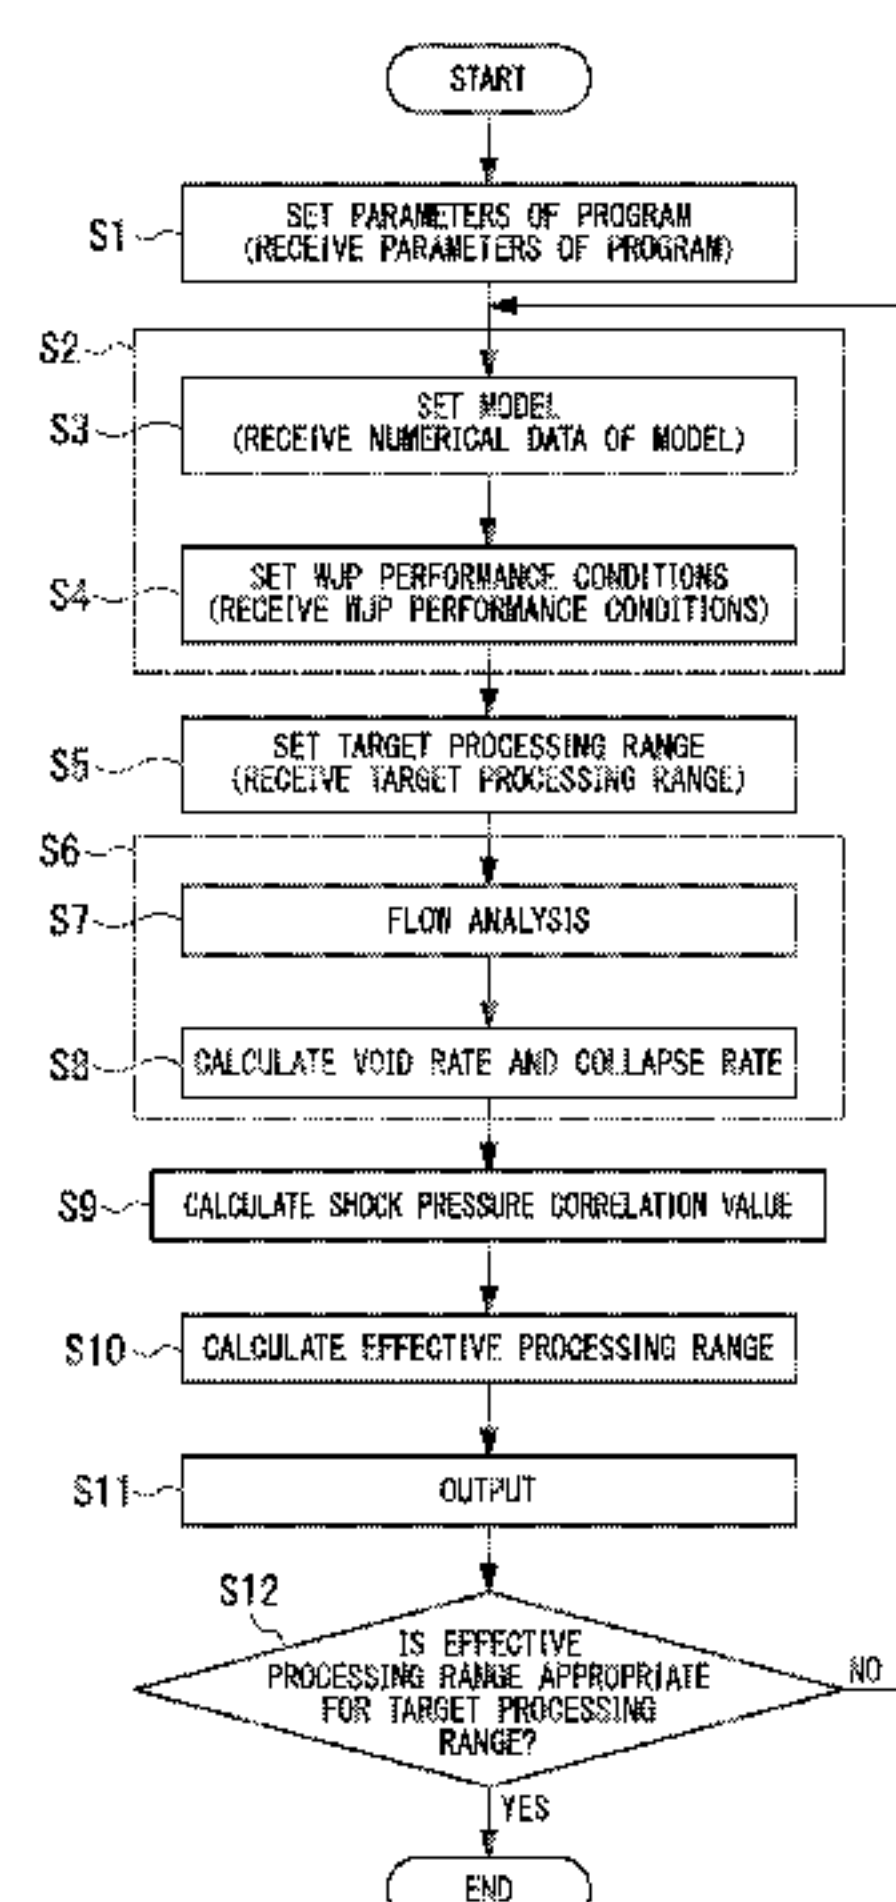 START
S1
SET PARAMETERS OF PROGRAM
(RECEIVE PARAMETERS OF PROGRAM)
S2
S3
SET MODEL
(RECEIVE NUMERICAL DATA OF MODEL)
S4
SET WJP PERFORMANCE CONDITIONS
(RECEIVE WJP PERFORMANCE CONDITIONS)
S5
SET TARGET PROCESSING RANGE
(RECEIVE TARGET PROCESSING RANGE)
S6
S7
FLOW ANALYSIS
S8
CALCULATE VOID RATE AND COLLAPSE RATE
S9
CALCULATE SHOCK PRESSURE CORRELATION VALUE
S10
CALCULATE EFFECTIVE PROCESSING RANGE
S11
OUTPUT
S12
IS EFFECTIVE
PROCESSING RANGE APPROPRIATE
FOR TARGET PROCESSING
RANGE?
NO
YES
END